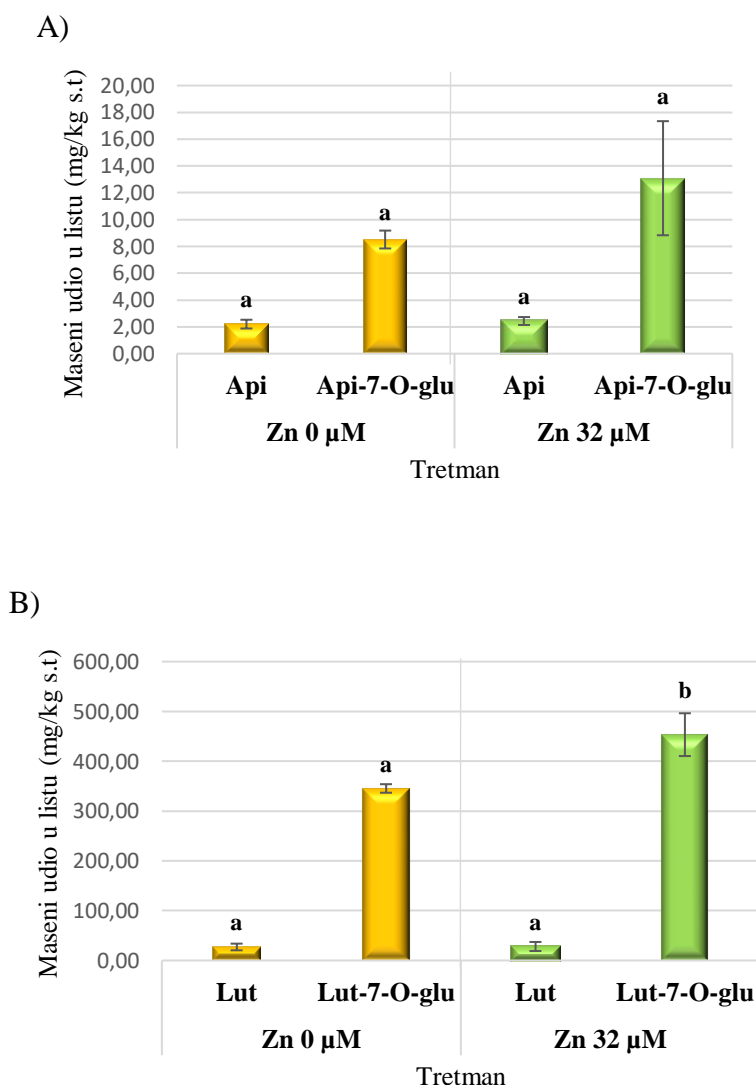 A)
Maseni udio u listu (mg/kg s.t)
20,00
18,00
16,00
14,00
12,00
10,00
8,00
6,00
4,00
2,00
0,00
a
a
a
a
Api
Api-7-O-glu
Api
Api-7-O-glu
Zn 0 µM
Zn 32 µM
Tretman
B)
Maseni udio u listu (mg/kg s.t)
600,00
500,00
400,00
300,00
200,00
100,00
0,00
a
a
a
b
Lut
Lut-7-O-glu
Lut
Lut-7-O-glu
Zn 0 µM
Zn 32 µM
Tretman